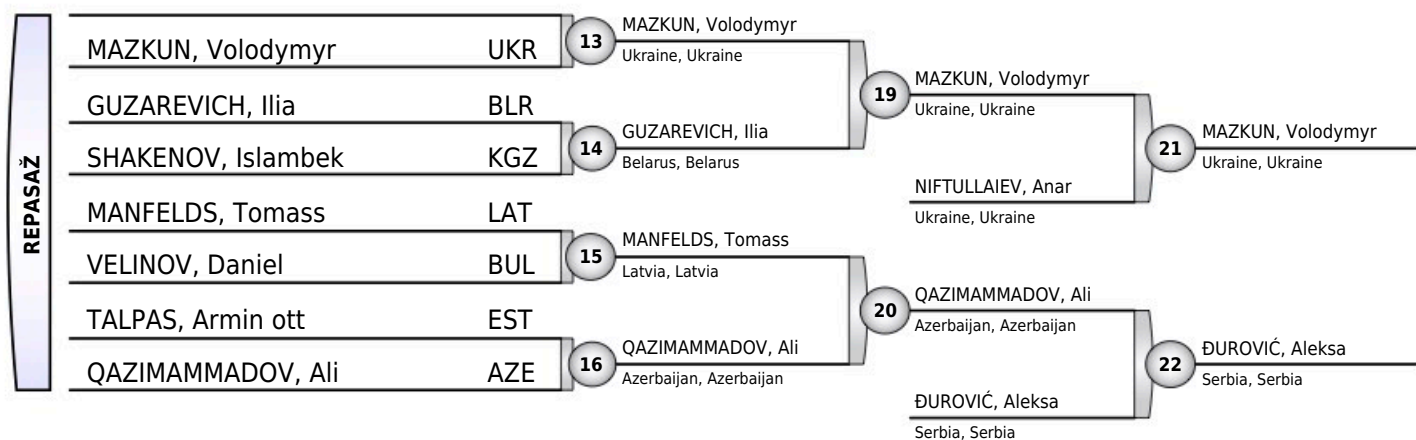 REPASAŽ
MAZKUN, Volodymyr UKR
GUZAREVICH, Ilia BLR
SHAKENOV, Islambek KGZ
MANFELDS, Tomass LAT
VELINOV, Daniel BUL
TALPAS, Armin ott EST
QAZIMAMMADOV, Ali AZE
13
MAZKUN, Volodymyr
Ukraine, Ukraine
14
GUZAREVICH, Ilia
Belarus, Belarus
15
MANFELDS, Tomass
Latvia, Latvia
16
QAZIMAMMADOV, Ali
Azerbaijan, Azerbaijan
19
MAZKUN, Volodymyr
Ukraine, Ukraine
NIFTULLAIEV, Anar
Ukraine, Ukraine
20
QAZIMAMMADOV, Ali
Azerbaijan, Azerbaijan
ĐUROVIĆ, Aleksa
Serbia, Serbia
21
MAZKUN, Volodymyr
Ukraine, Ukraine
22
ĐUROVIĆ, Aleksa
Serbia, Serbia